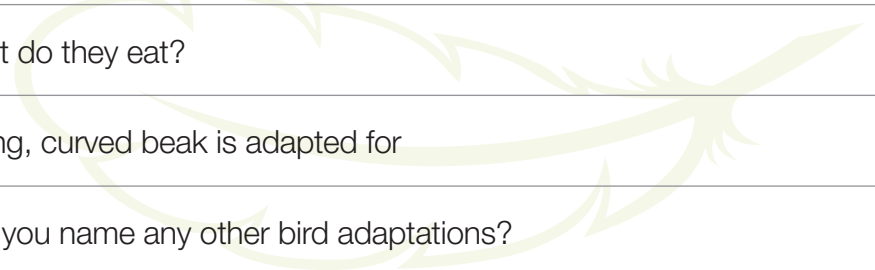 t do they eat?
ng, curved beak is adapted for
you name any other bird adaptations?